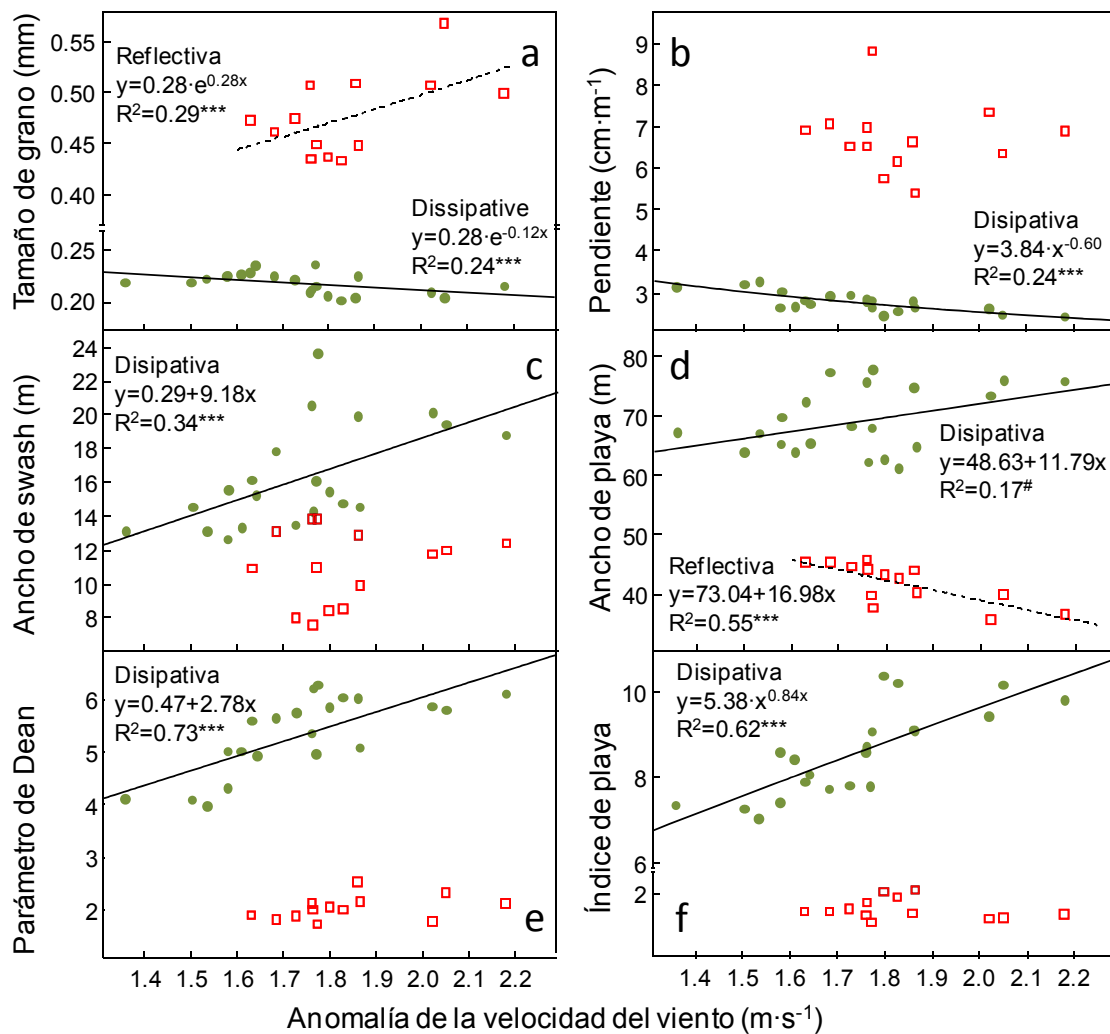 a
Tamaño de grano (mm)
0.55
0.50
0.45
0.40
0.25
0.20
Reflectiva
y=0.28·e^0.28x
R²=0.29***
Dissipative
y=0.28·e^-0.12x
R²=0.24***
b
Pendiente (cm·m⁻¹)
9
8
7
6
5
3
Disipativa
y=3.84·x^-0.60
R²=0.24***
c
Ancho de swash (m)
24
22
20
18
16
14
12
10
8
Disipativa
y=0.29+9.18x
R²=0.34***
d
Ancho de playa (m)
80
70
60
50
40
Disipativa
y=48.63+11.79x
R²=0.17#
Reflectiva
y=73.04+16.98x
R²=0.55***
e
Parámetro de Dean
6
5
4
3
2
Disipativa
y=0.47+2.78x
R²=0.73***
1.4 1.5 1.6 1.7 1.8 1.9 2.0 2.1 2.2
f
Índice de playa
10
8
6
2
Disipativa
y=5.38·x^0.84x
R²=0.62***
1.4 1.5 1.6 1.7 1.8 1.9 2.0 2.1 2.2
Anomalía de la velocidad del viento (m·s⁻¹)